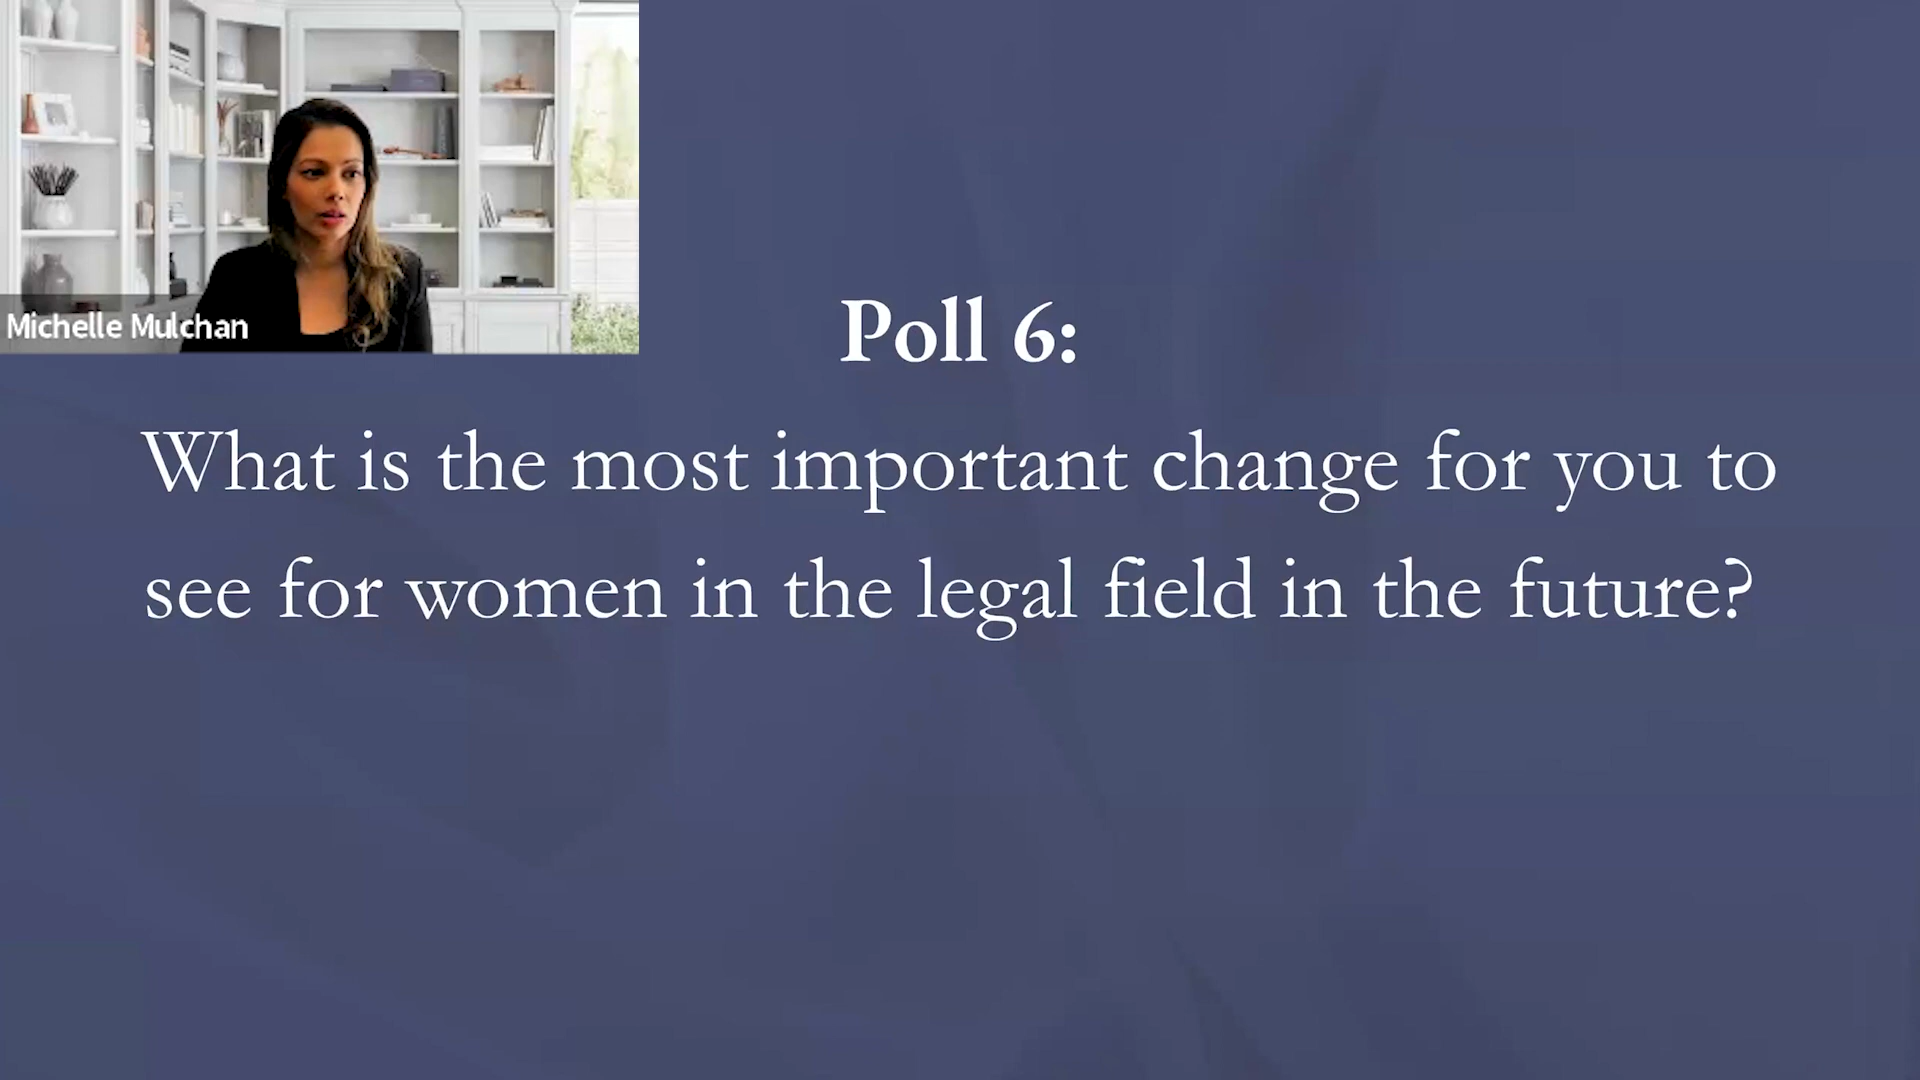 Michelle Mulchan
Poll 6:
What is the most important change for you to
see for women in the legal field in the future?